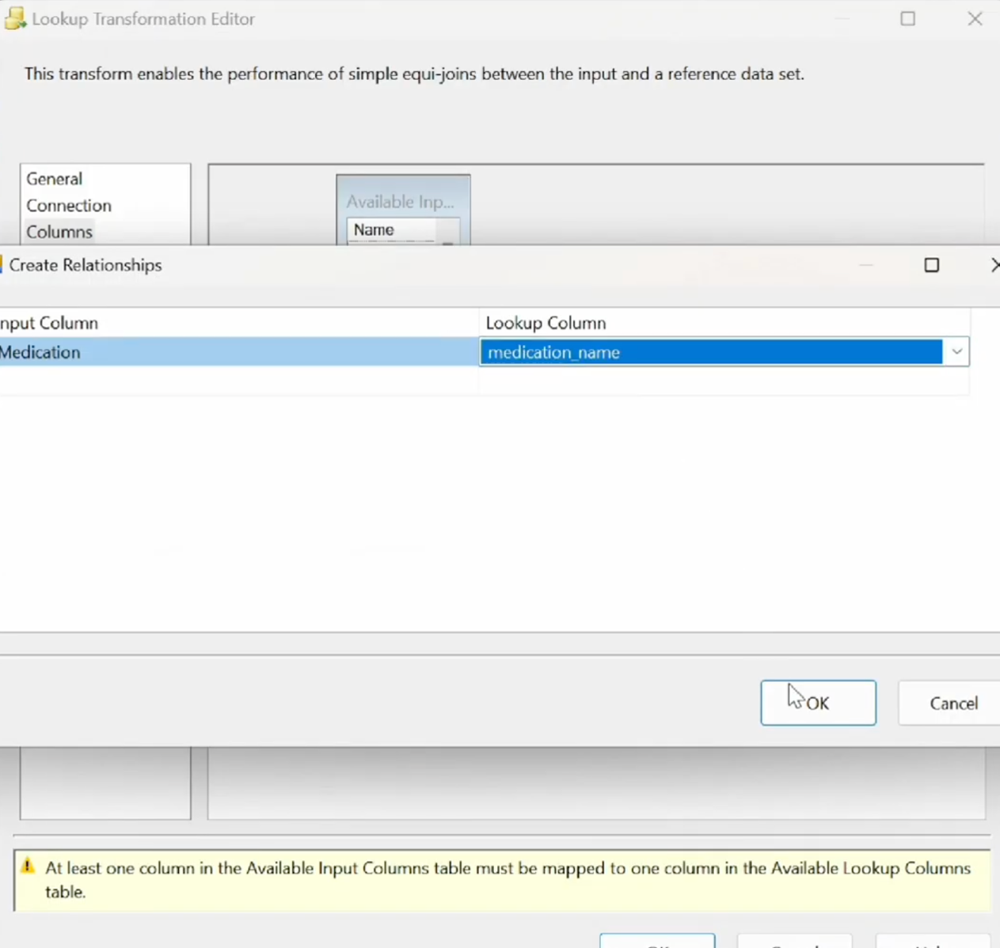 Lookup Transformation Editor
This transform enables the performance of simple equi-joins between the input and a reference data set.
General
Connection
Columns
Available Inp...
Name
Create Relationships
nput Column
Lookup Column
Medication
medication_name
OK
Cancel
At least one column in the Available Input Columns table must be mapped to one column in the Available Lookup Columns
table.